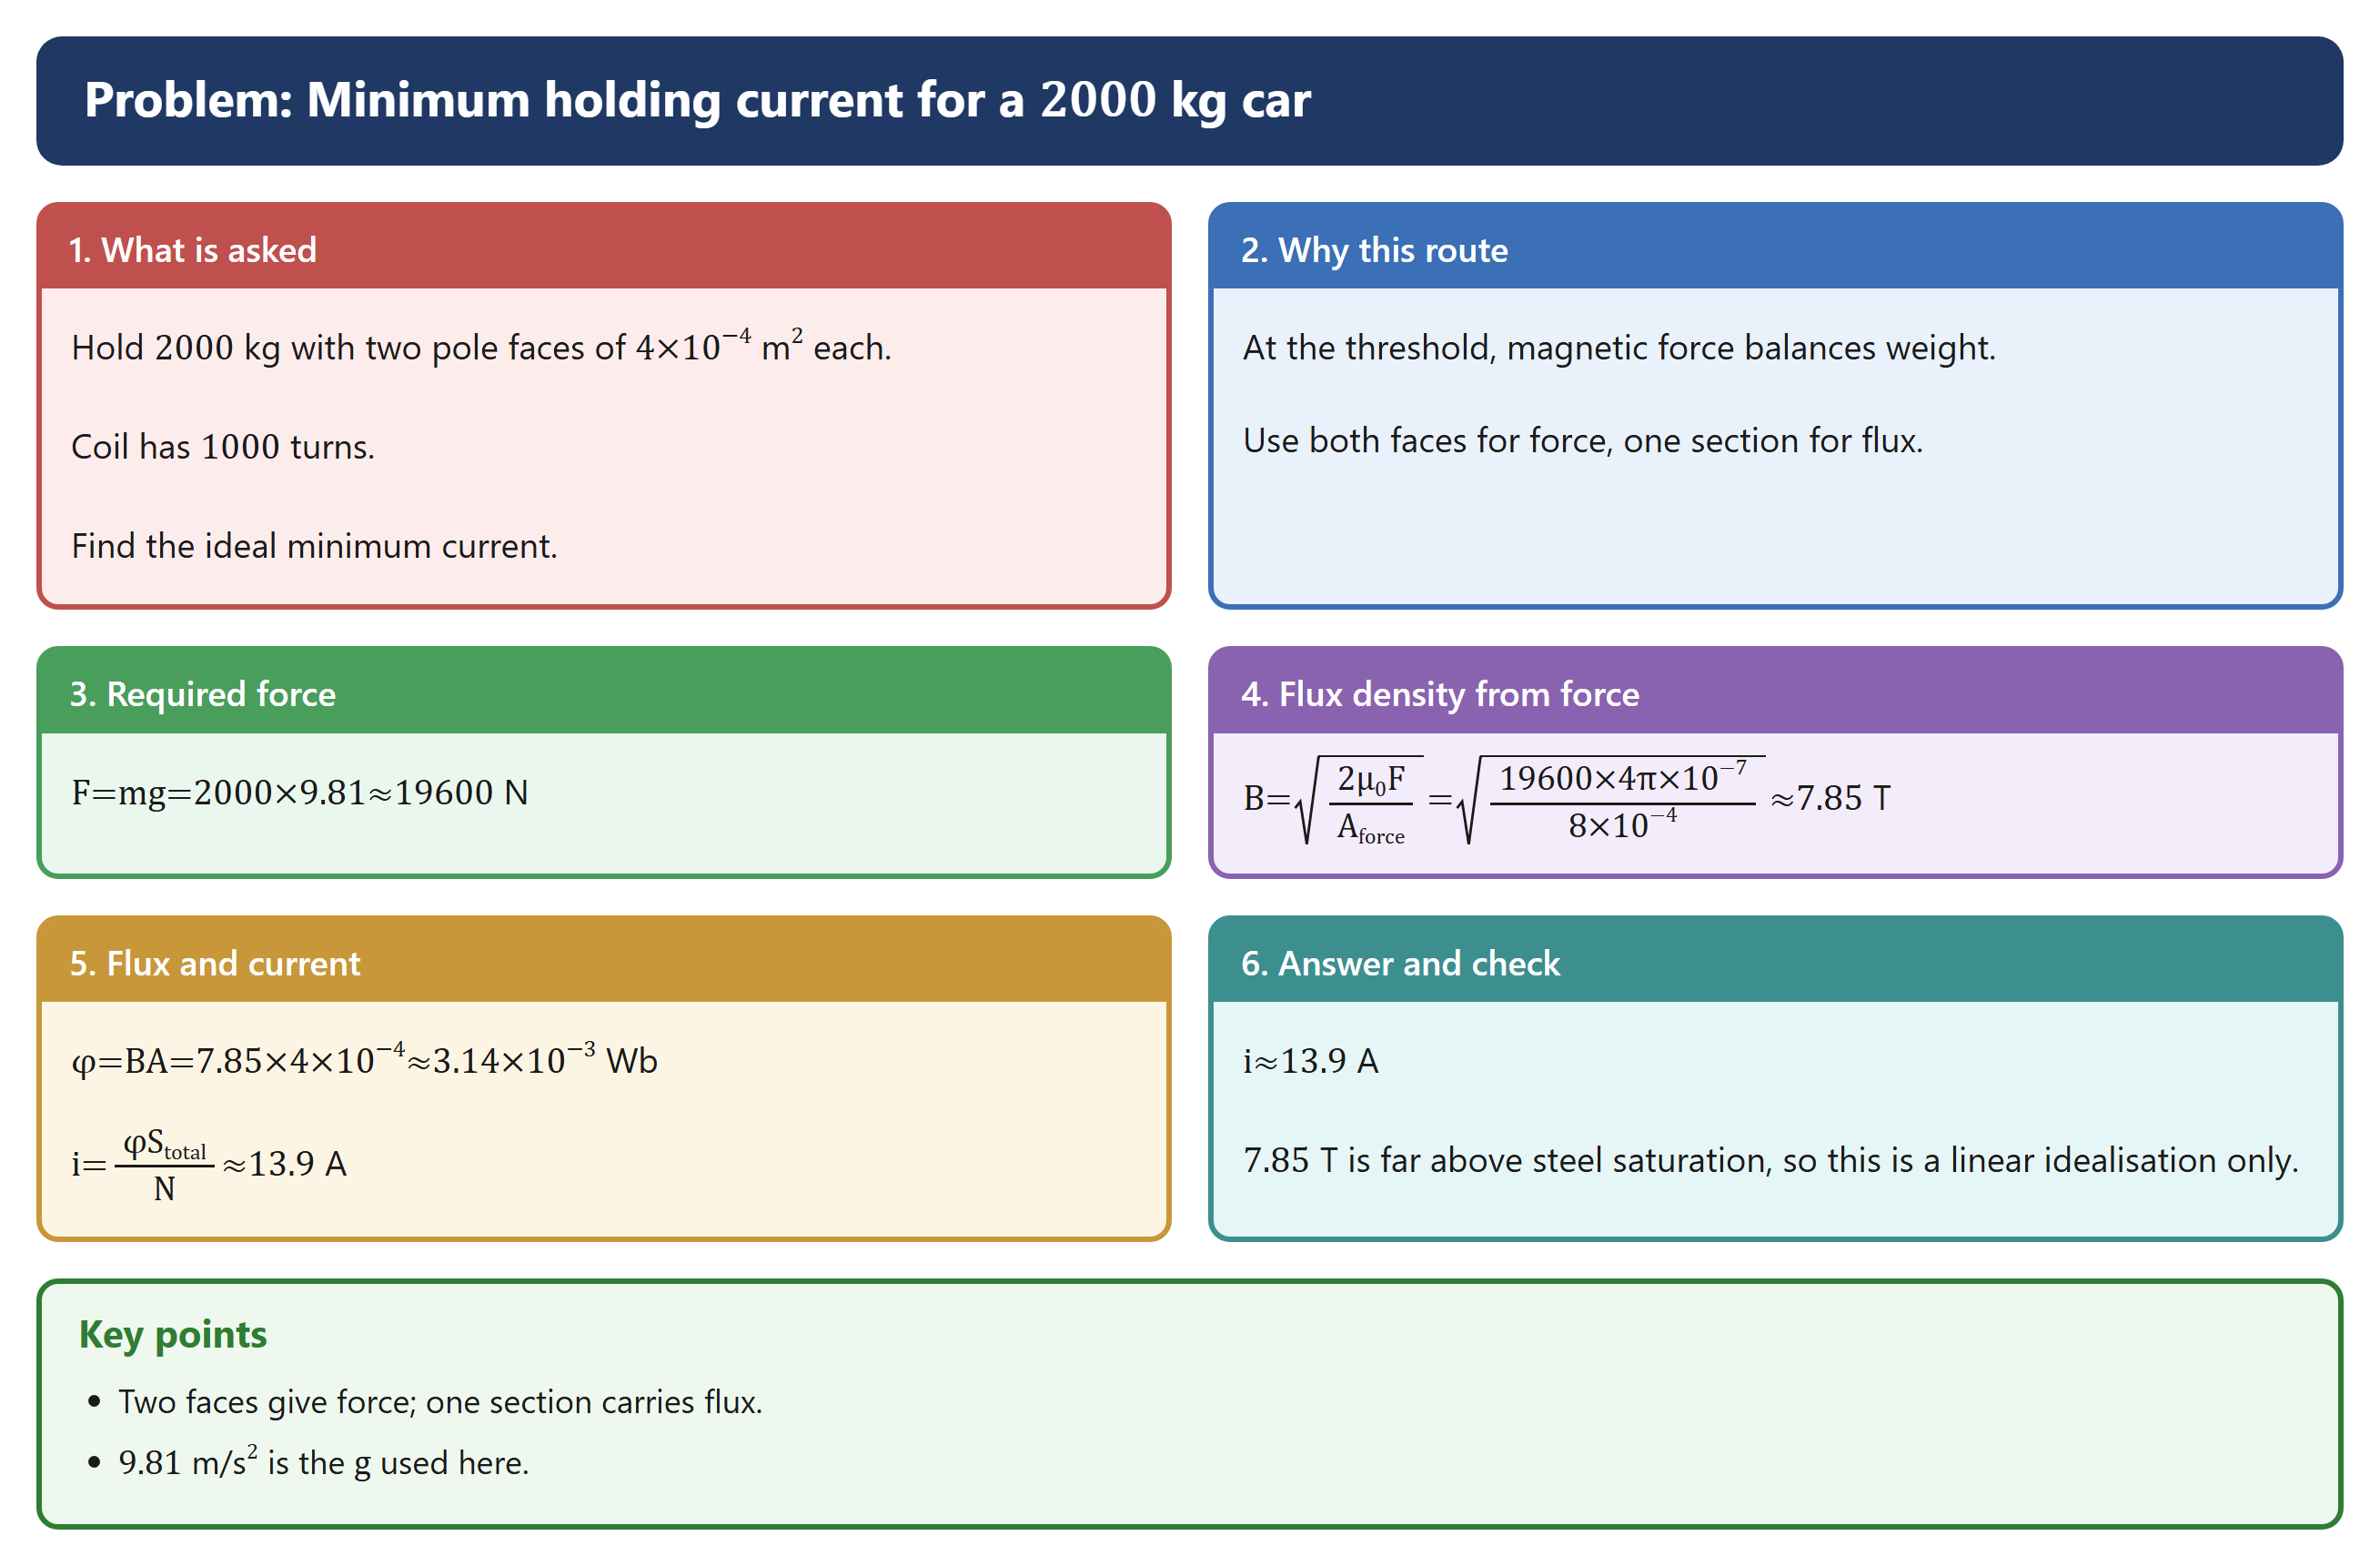 Problem: Minimum holding current for a 2000 kg car
1. What is asked
Hold 2000 kg with two pole faces of 4×10⁻⁴ m² each.
Coil has 1000 turns.
Find the ideal minimum current.
2. Why this route
At the threshold, magnetic force balances weight.
Use both faces for force, one section for flux.
3. Required force
F=mg=2000×9.81≈19600 N
4. Flux density from force
B=√(2μ₀F/A_force)=√(19600×4π×10⁻⁷/8×10⁻⁴)≈7.85 T
5. Flux and current
φ=BA=7.85×4×10⁻⁴≈3.14×10⁻³ Wb
i=φS_total/N≈13.9 A
6. Answer and check
i≈13.9 A
7.85 T is far above steel saturation, so this is a linear idealisation only.
Key points
• Two faces give force; one section carries flux.
• 9.81 m/s² is the g used here.